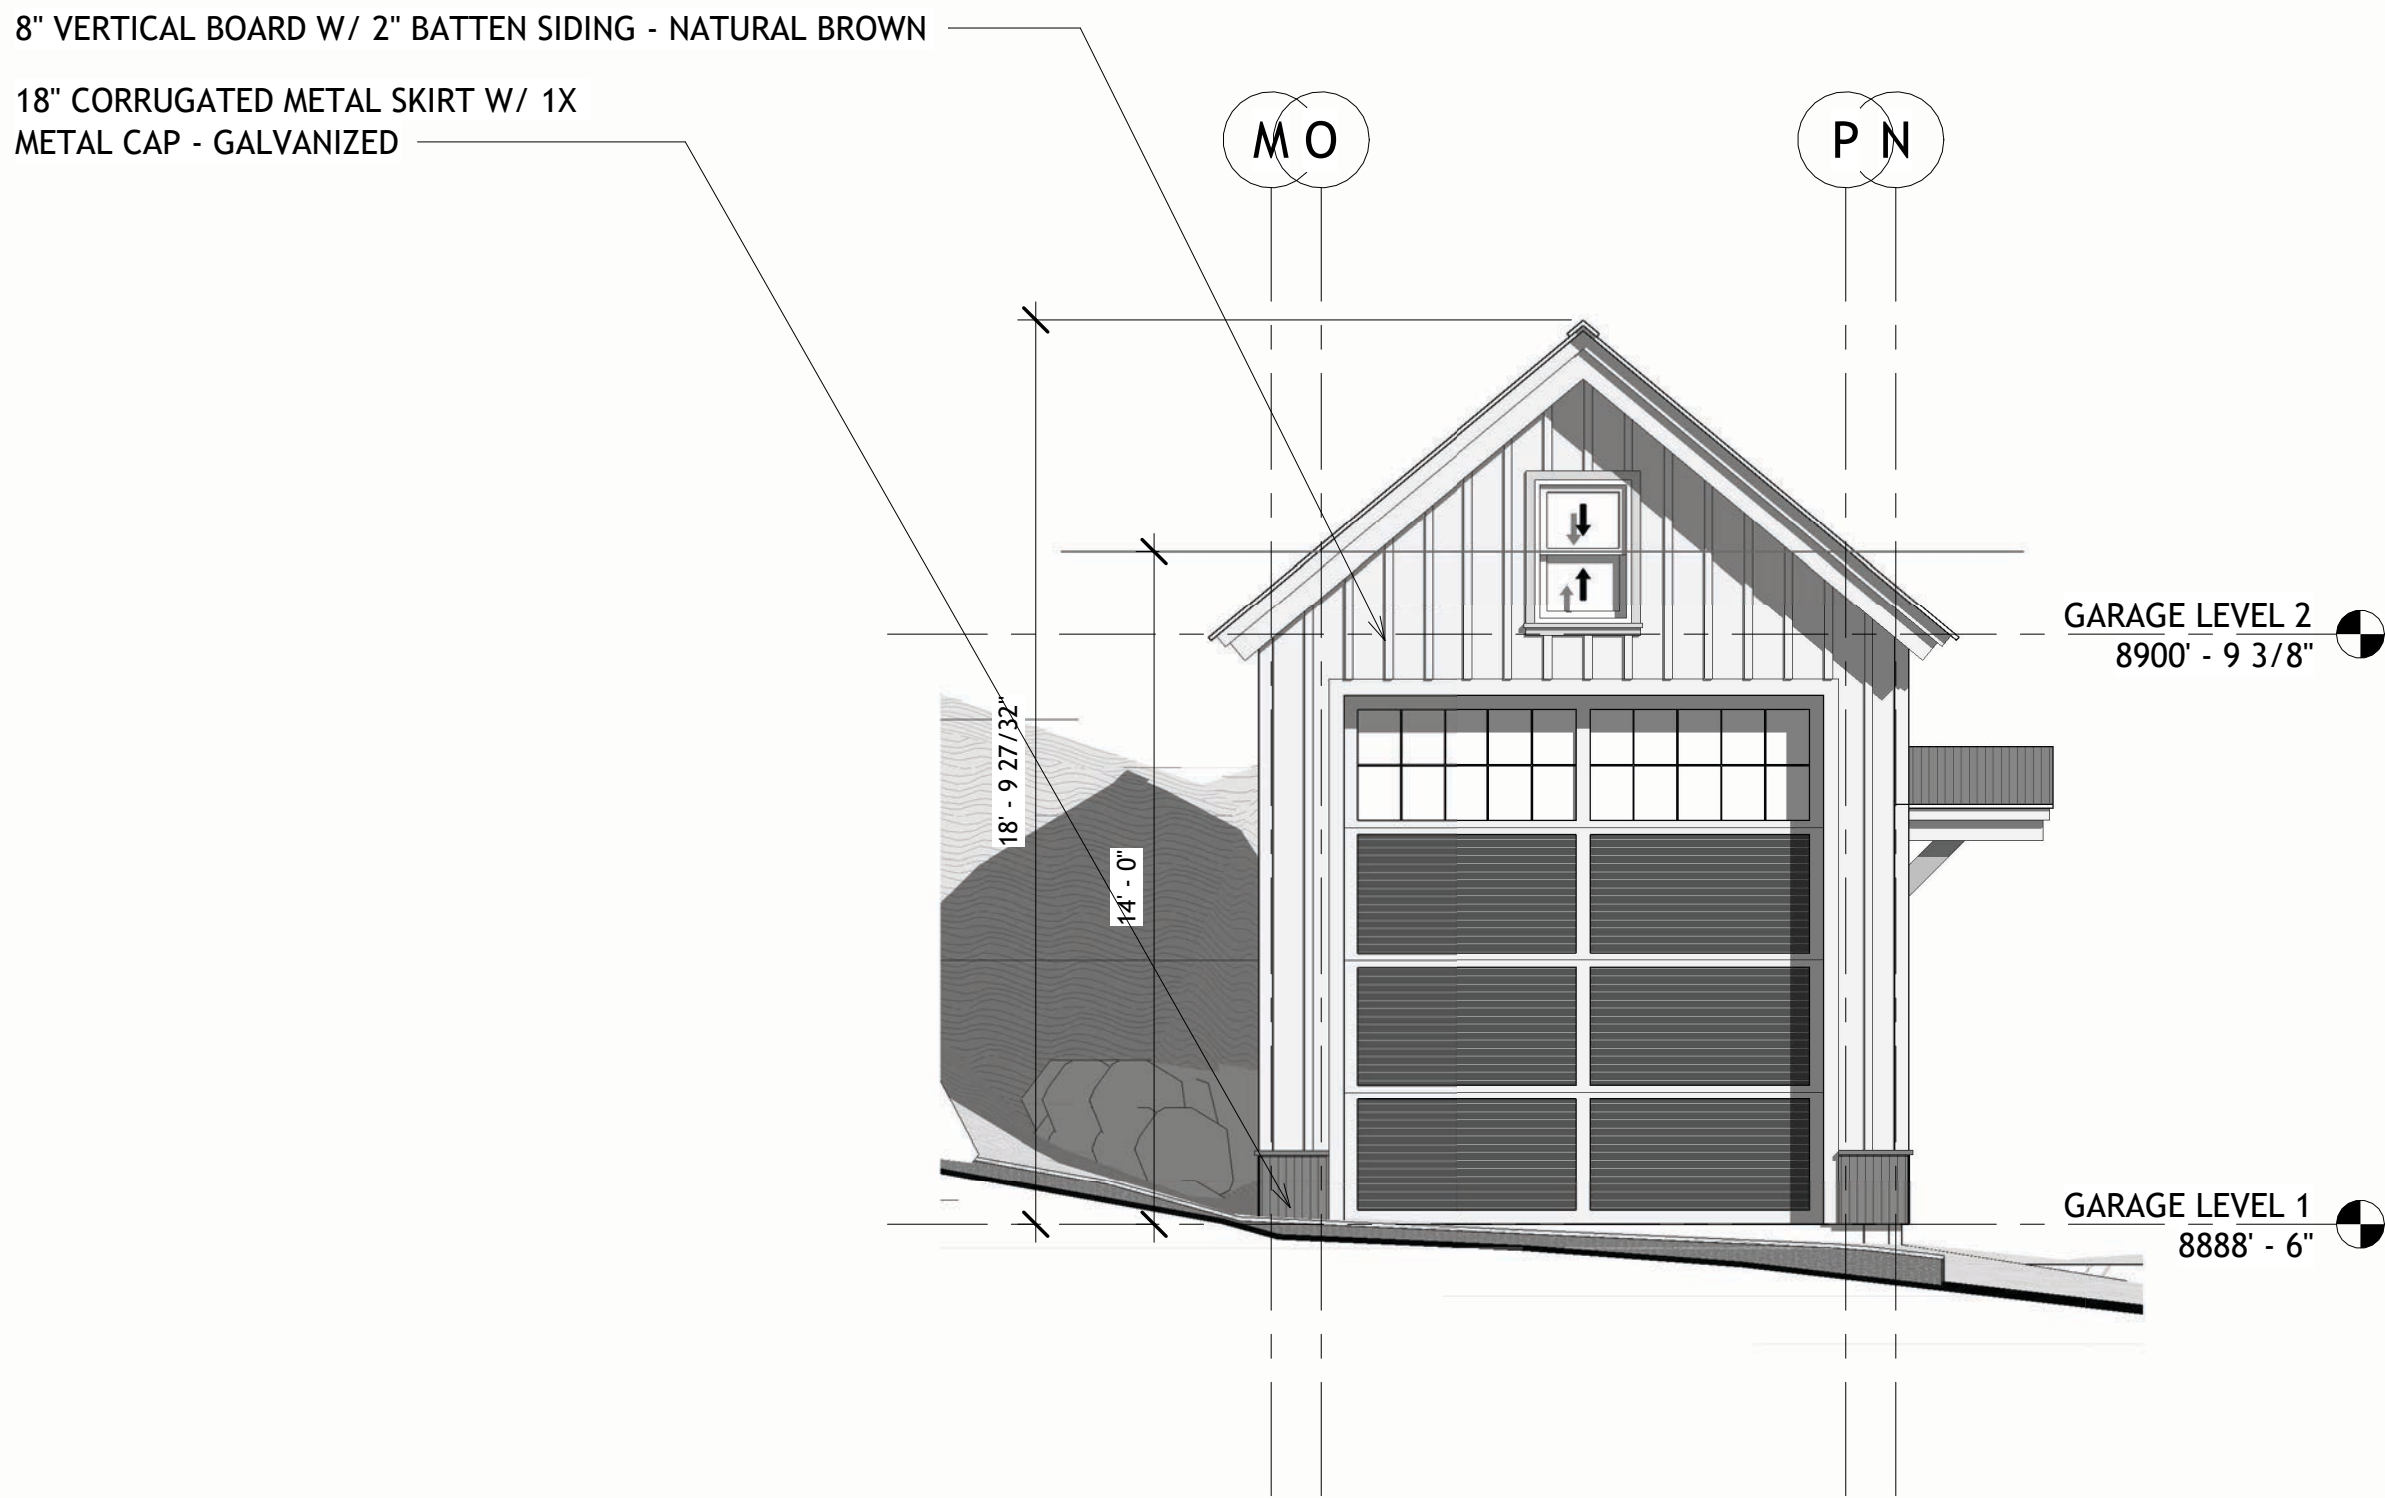 8" VERTICAL BOARD W/ 2" BATTEN SIDING - NATURAL BROWN
18" CORRUGATED METAL SKIRT W/ 1X
METAL CAP - GALVANIZED
M O P N
18' - 9 27/32"
14' - 0"
GARAGE LEVEL 2
8900' - 9 3/8"
GARAGE LEVEL 1
8888' - 6"